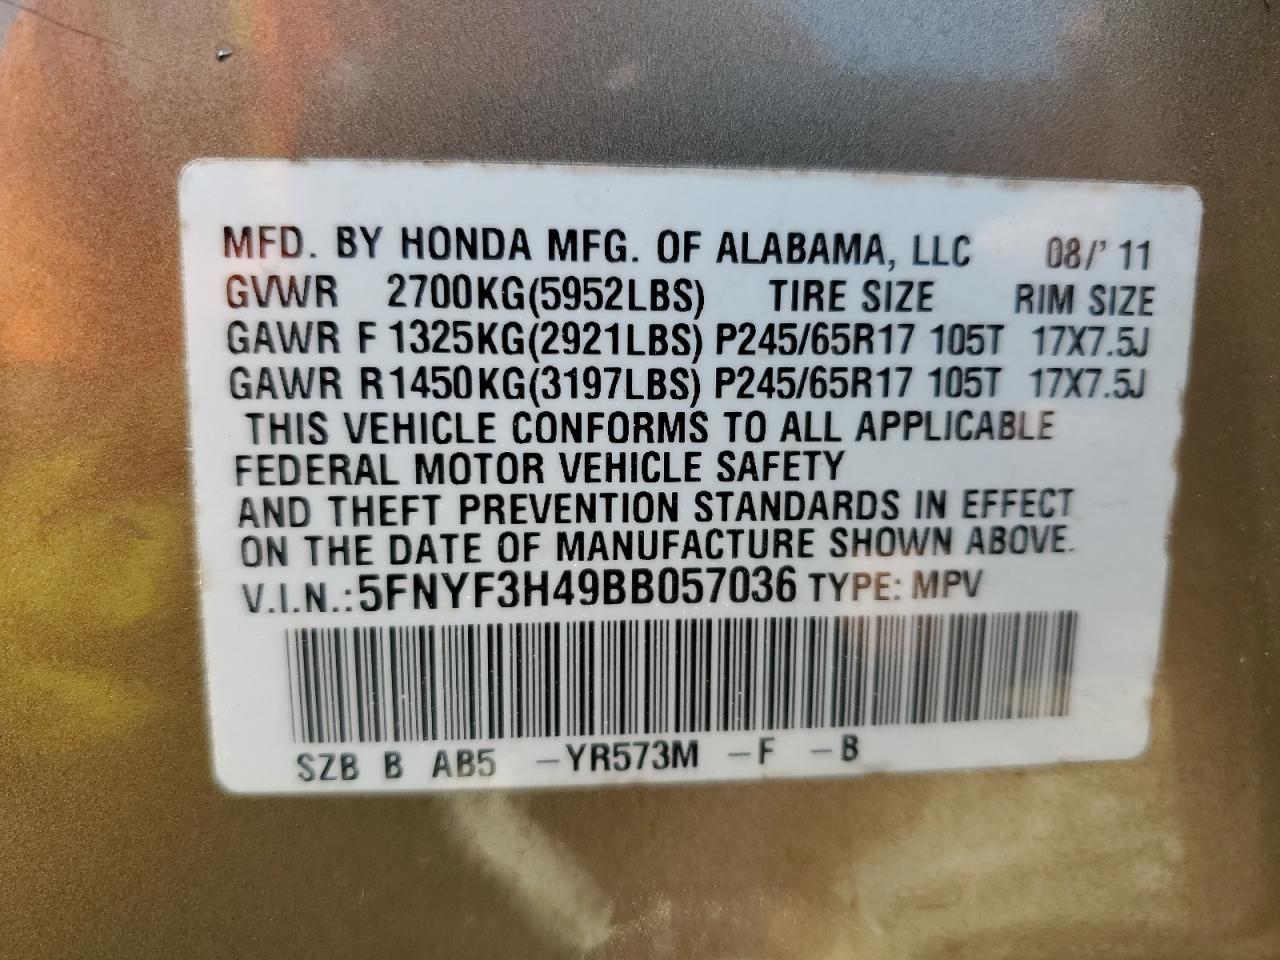 MFD. BY HONDA MFG. OF ALABAMA, LLC 08/'11
GVWR 2700KG(5952LBS) TIRE SIZE RIM SIZE
GAWR F 1325KG(2921LBS) P245/65R17 105T 17X7.5J
GAWR R1450KG(3197LBS) P245/65R17 105T 17X7.5J
THIS VEHICLE CONFORMS TO ALL APPLICABLE
FEDERAL MOTOR VEHICLE SAFETY
AND THEFT PREVENTION STANDARDS IN EFFECT
ON THE DATE OF MANUFACTURE SHOWN ABOVE.
V.I.N.:5FNYF3H49BB057036 TYPE: MPV
SZB B AB5 -YR573M -F -B